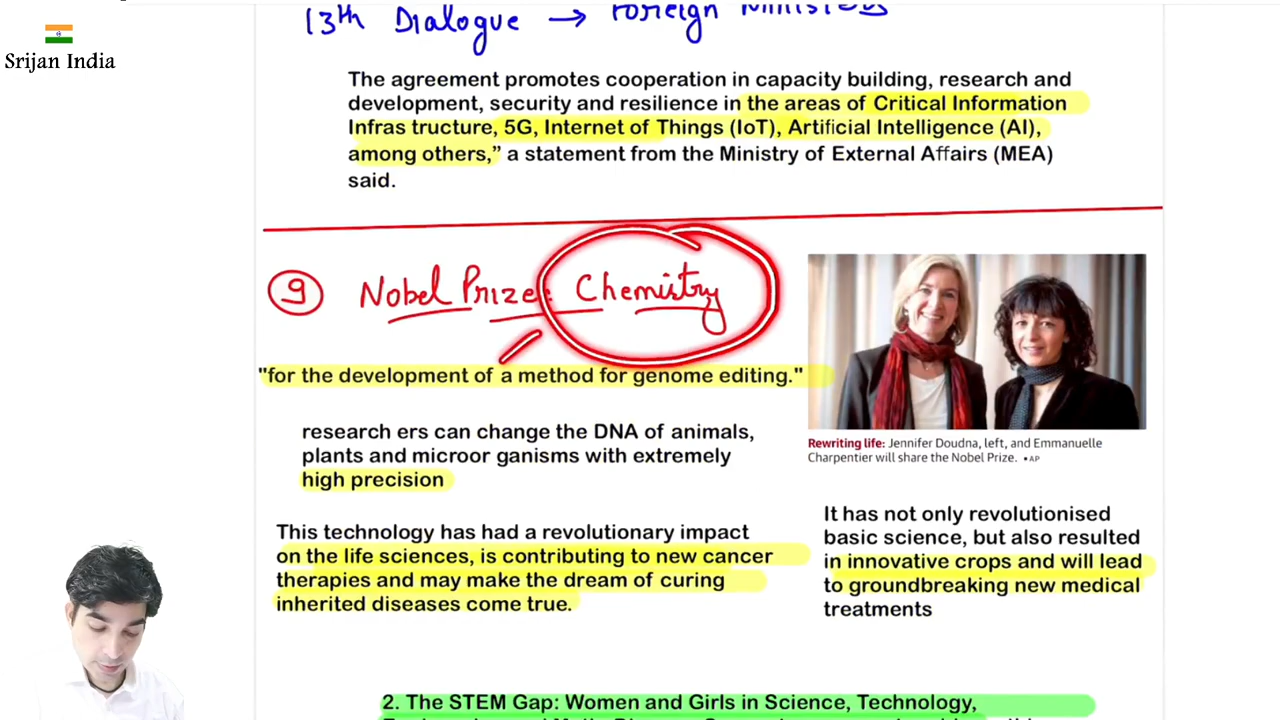 13th Dialogue → Foreign Ministers
Srijan India
The agreement promotes cooperation in capacity building, research and
development, security and resilience in the areas of Critical Information
Infras tructure, 5G, Internet of Things (IoT), Artificial Intelligence (AI),
among others,” a statement from the Ministry of External Affairs (MEA)
said.
9 Nobel Prize: Chemistry
"for the development of a method for genome editing."
research ers can change the DNA of animals,
plants and microor ganisms with extremely
high precision
Rewriting life: Jennifer Doudna, left, and Emmanuelle
Charpentier will share the Nobel Prize. • AP
This technology has had a revolutionary impact
on the life sciences, is contributing to new cancer
therapies and may make the dream of curing
inherited diseases come true.
It has not only revolutionised
basic science, but also resulted
in innovative crops and will lead
to groundbreaking new medical
treatments
2. The STEM Gap: Women and Girls in Science, Technology,